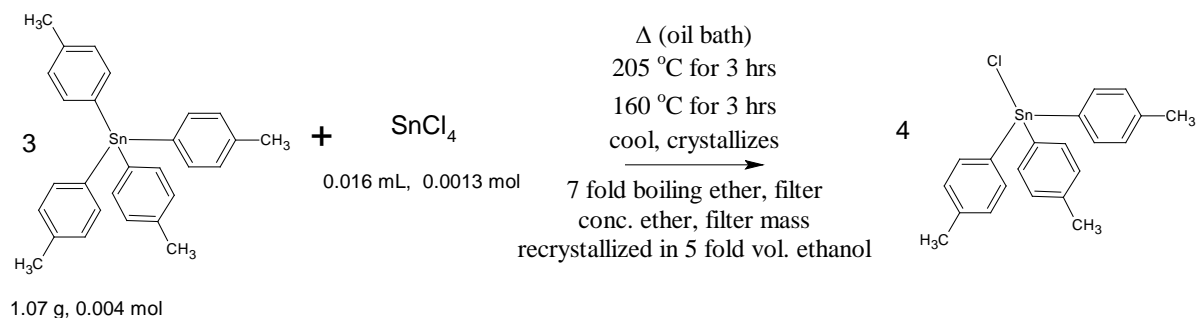 3
H₃C
CH₃
Sn
H₃C
CH₃
1.07 g, 0.004 mol
+
SnCl₄
0.016 mL, 0.0013 mol
Δ (oil bath)
205 °C for 3 hrs
160 °C for 3 hrs
cool, crystallizes
7 fold boiling ether, filter
conc. ether, filter mass
recrystallized in 5 fold vol. ethanol
4
Cl
Sn
CH₃
H₃C
CH₃